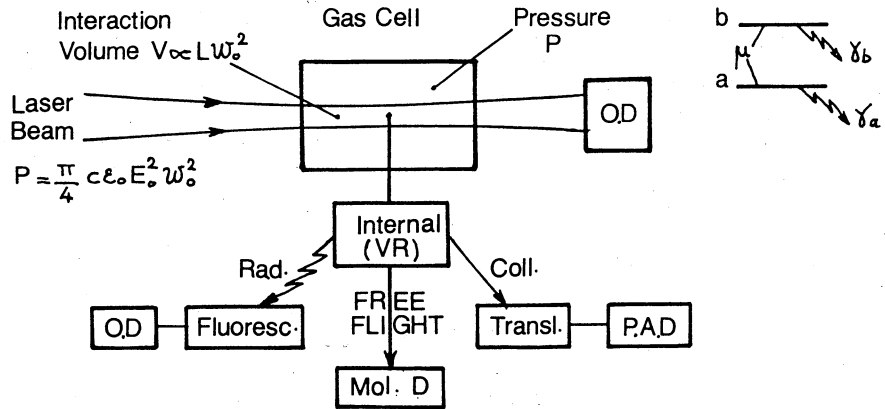 Interaction
Volume V∝LW₀²
Gas Cell
Pressure
P
b
μ
γb
a
γa
Laser
Beam
O.D
P = π/4 cε₀E₀²W₀²
Internal
(VR)
Rad.
Coll.
FREE
FLIGHT
O.D
Fluoresc.
Transl.
P.A.D
Mol. D